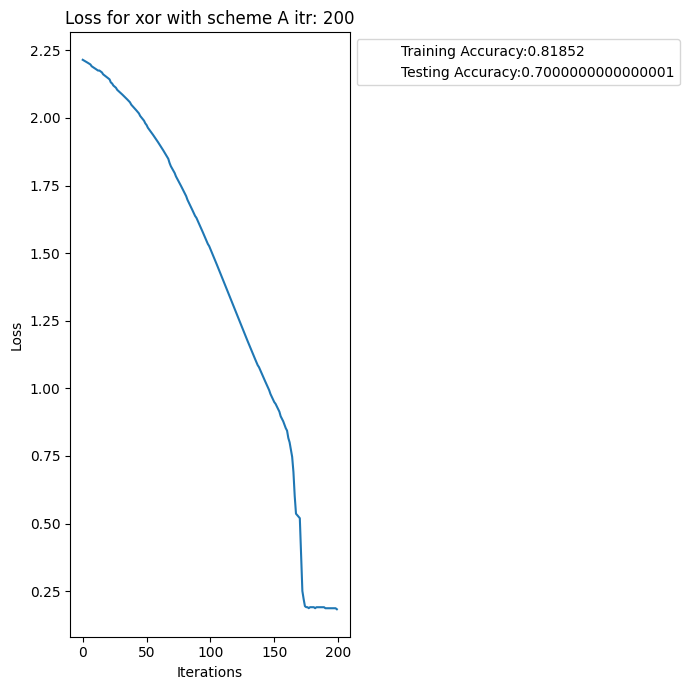 Loss for xor with scheme A itr: 200
Training Accuracy:0.81852
Testing Accuracy:0.7000000000000001
2.25
2.00
1.75
1.50
1.25
1.00
0.75
0.50
0.25
Loss
0 50 100 150 200
Iterations